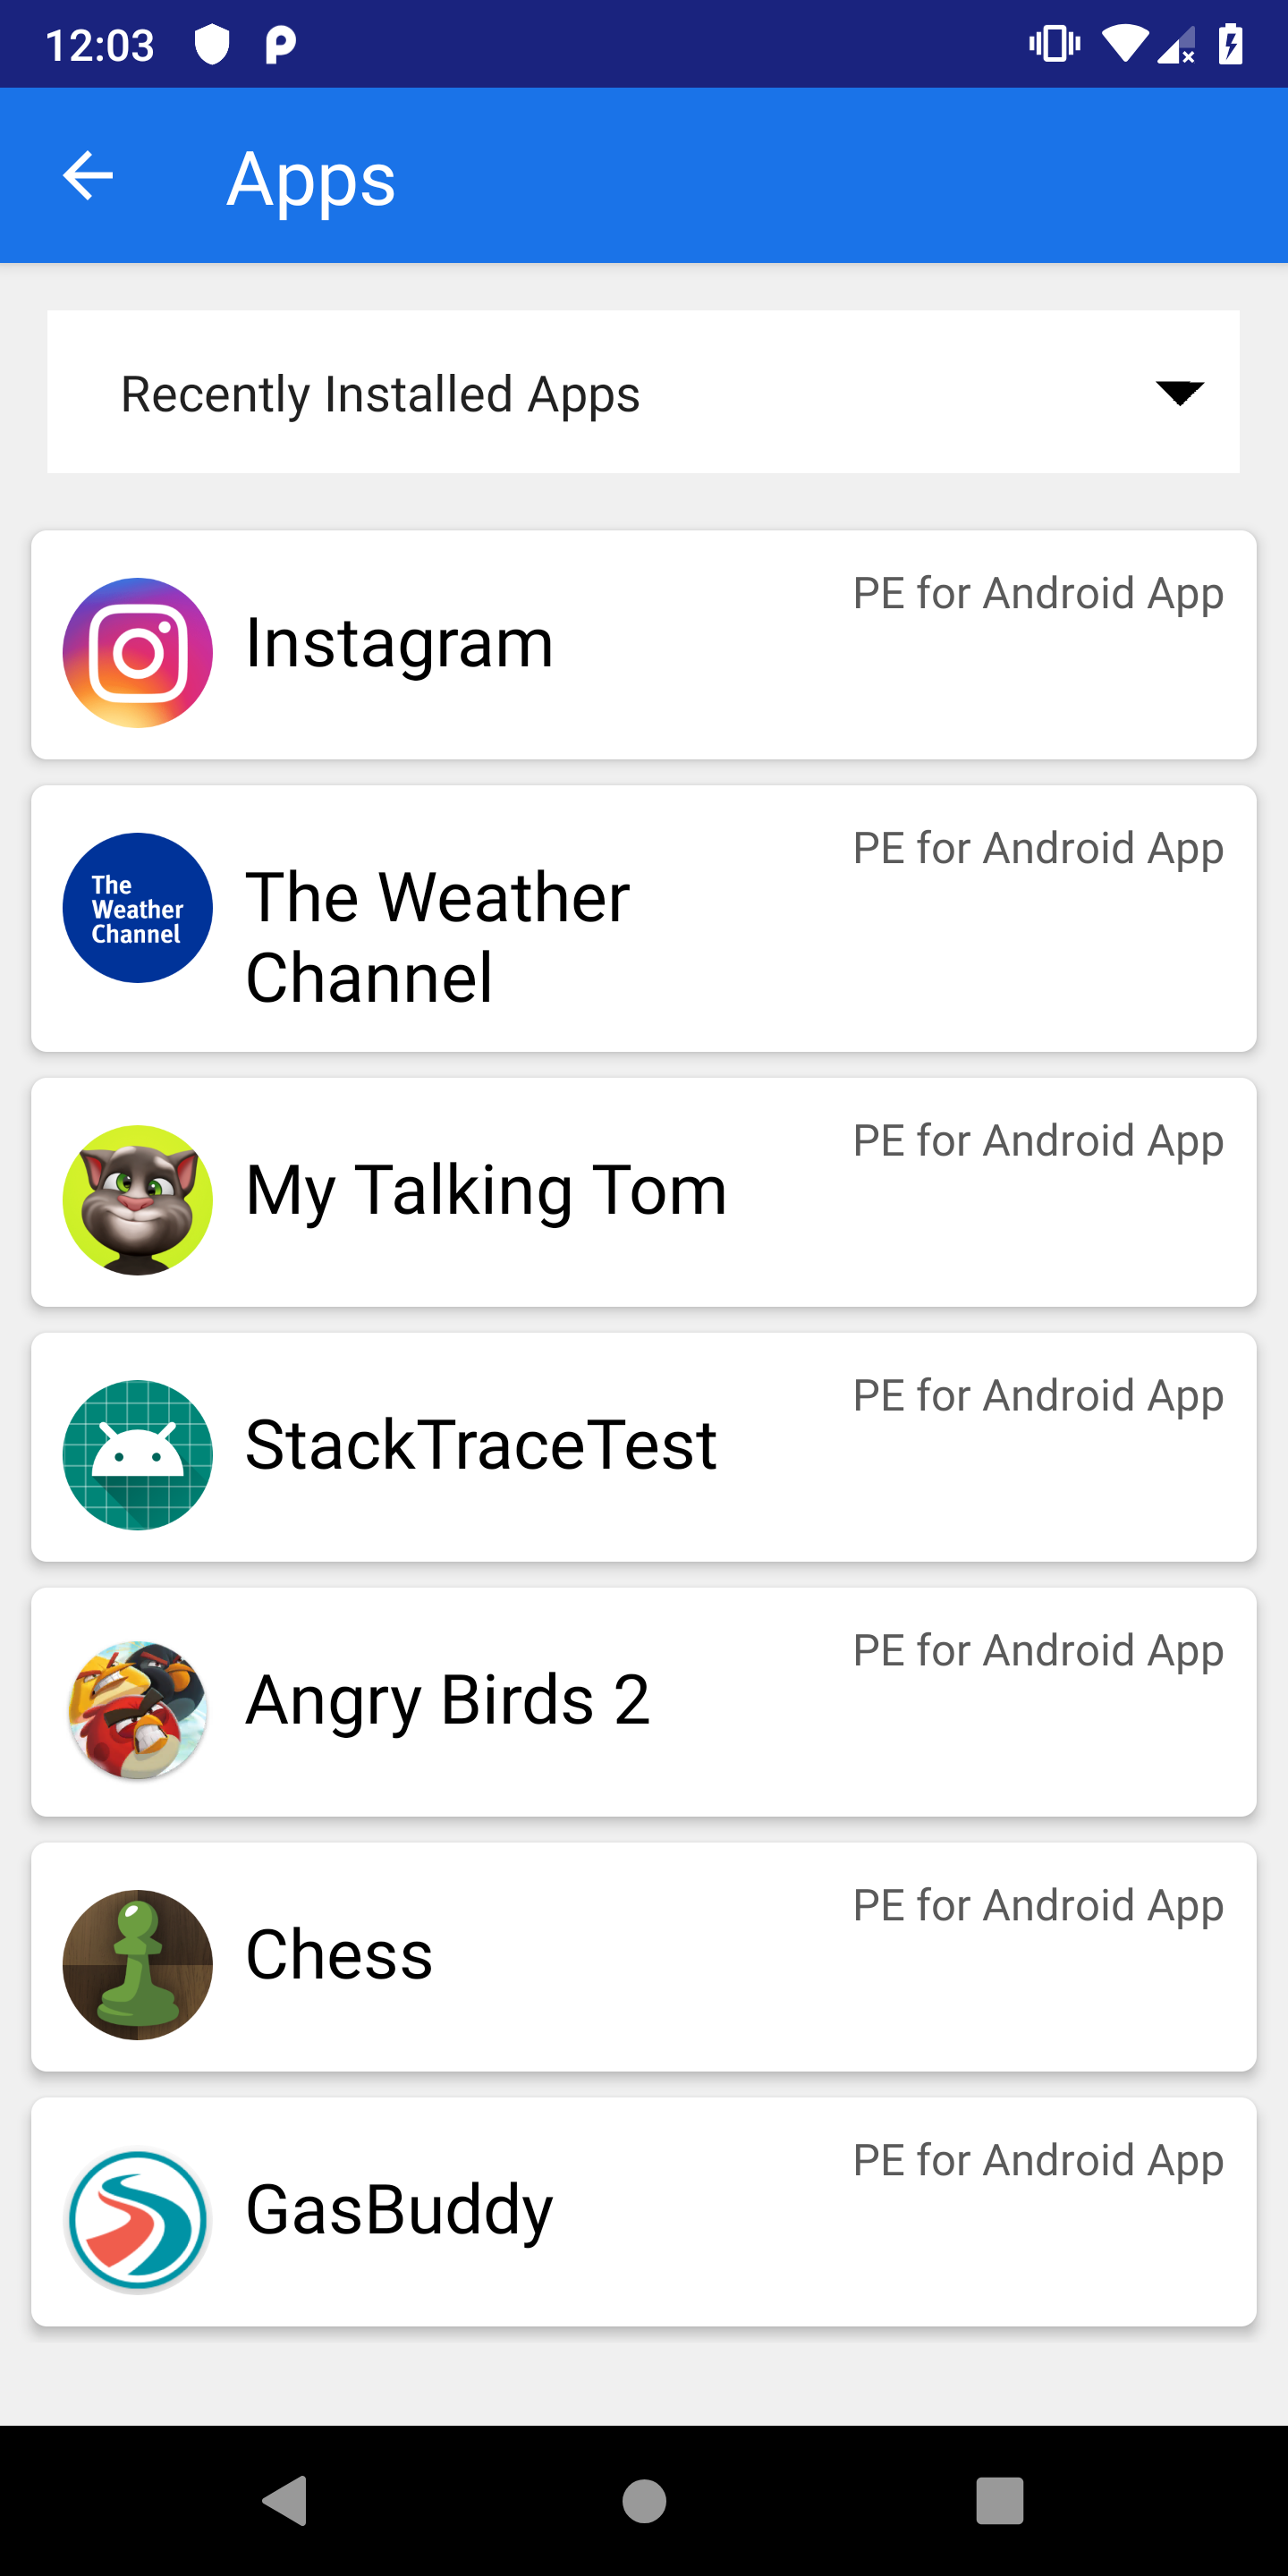 12:03
Apps
Recently Installed Apps
PE for Android App
Instagram
PE for Android App
The
Weather
Channel
The Weather
Channel
PE for Android App
My Talking Tom
PE for Android App
StackTraceTest
PE for Android App
Angry Birds 2
PE for Android App
Chess
PE for Android App
GasBuddy